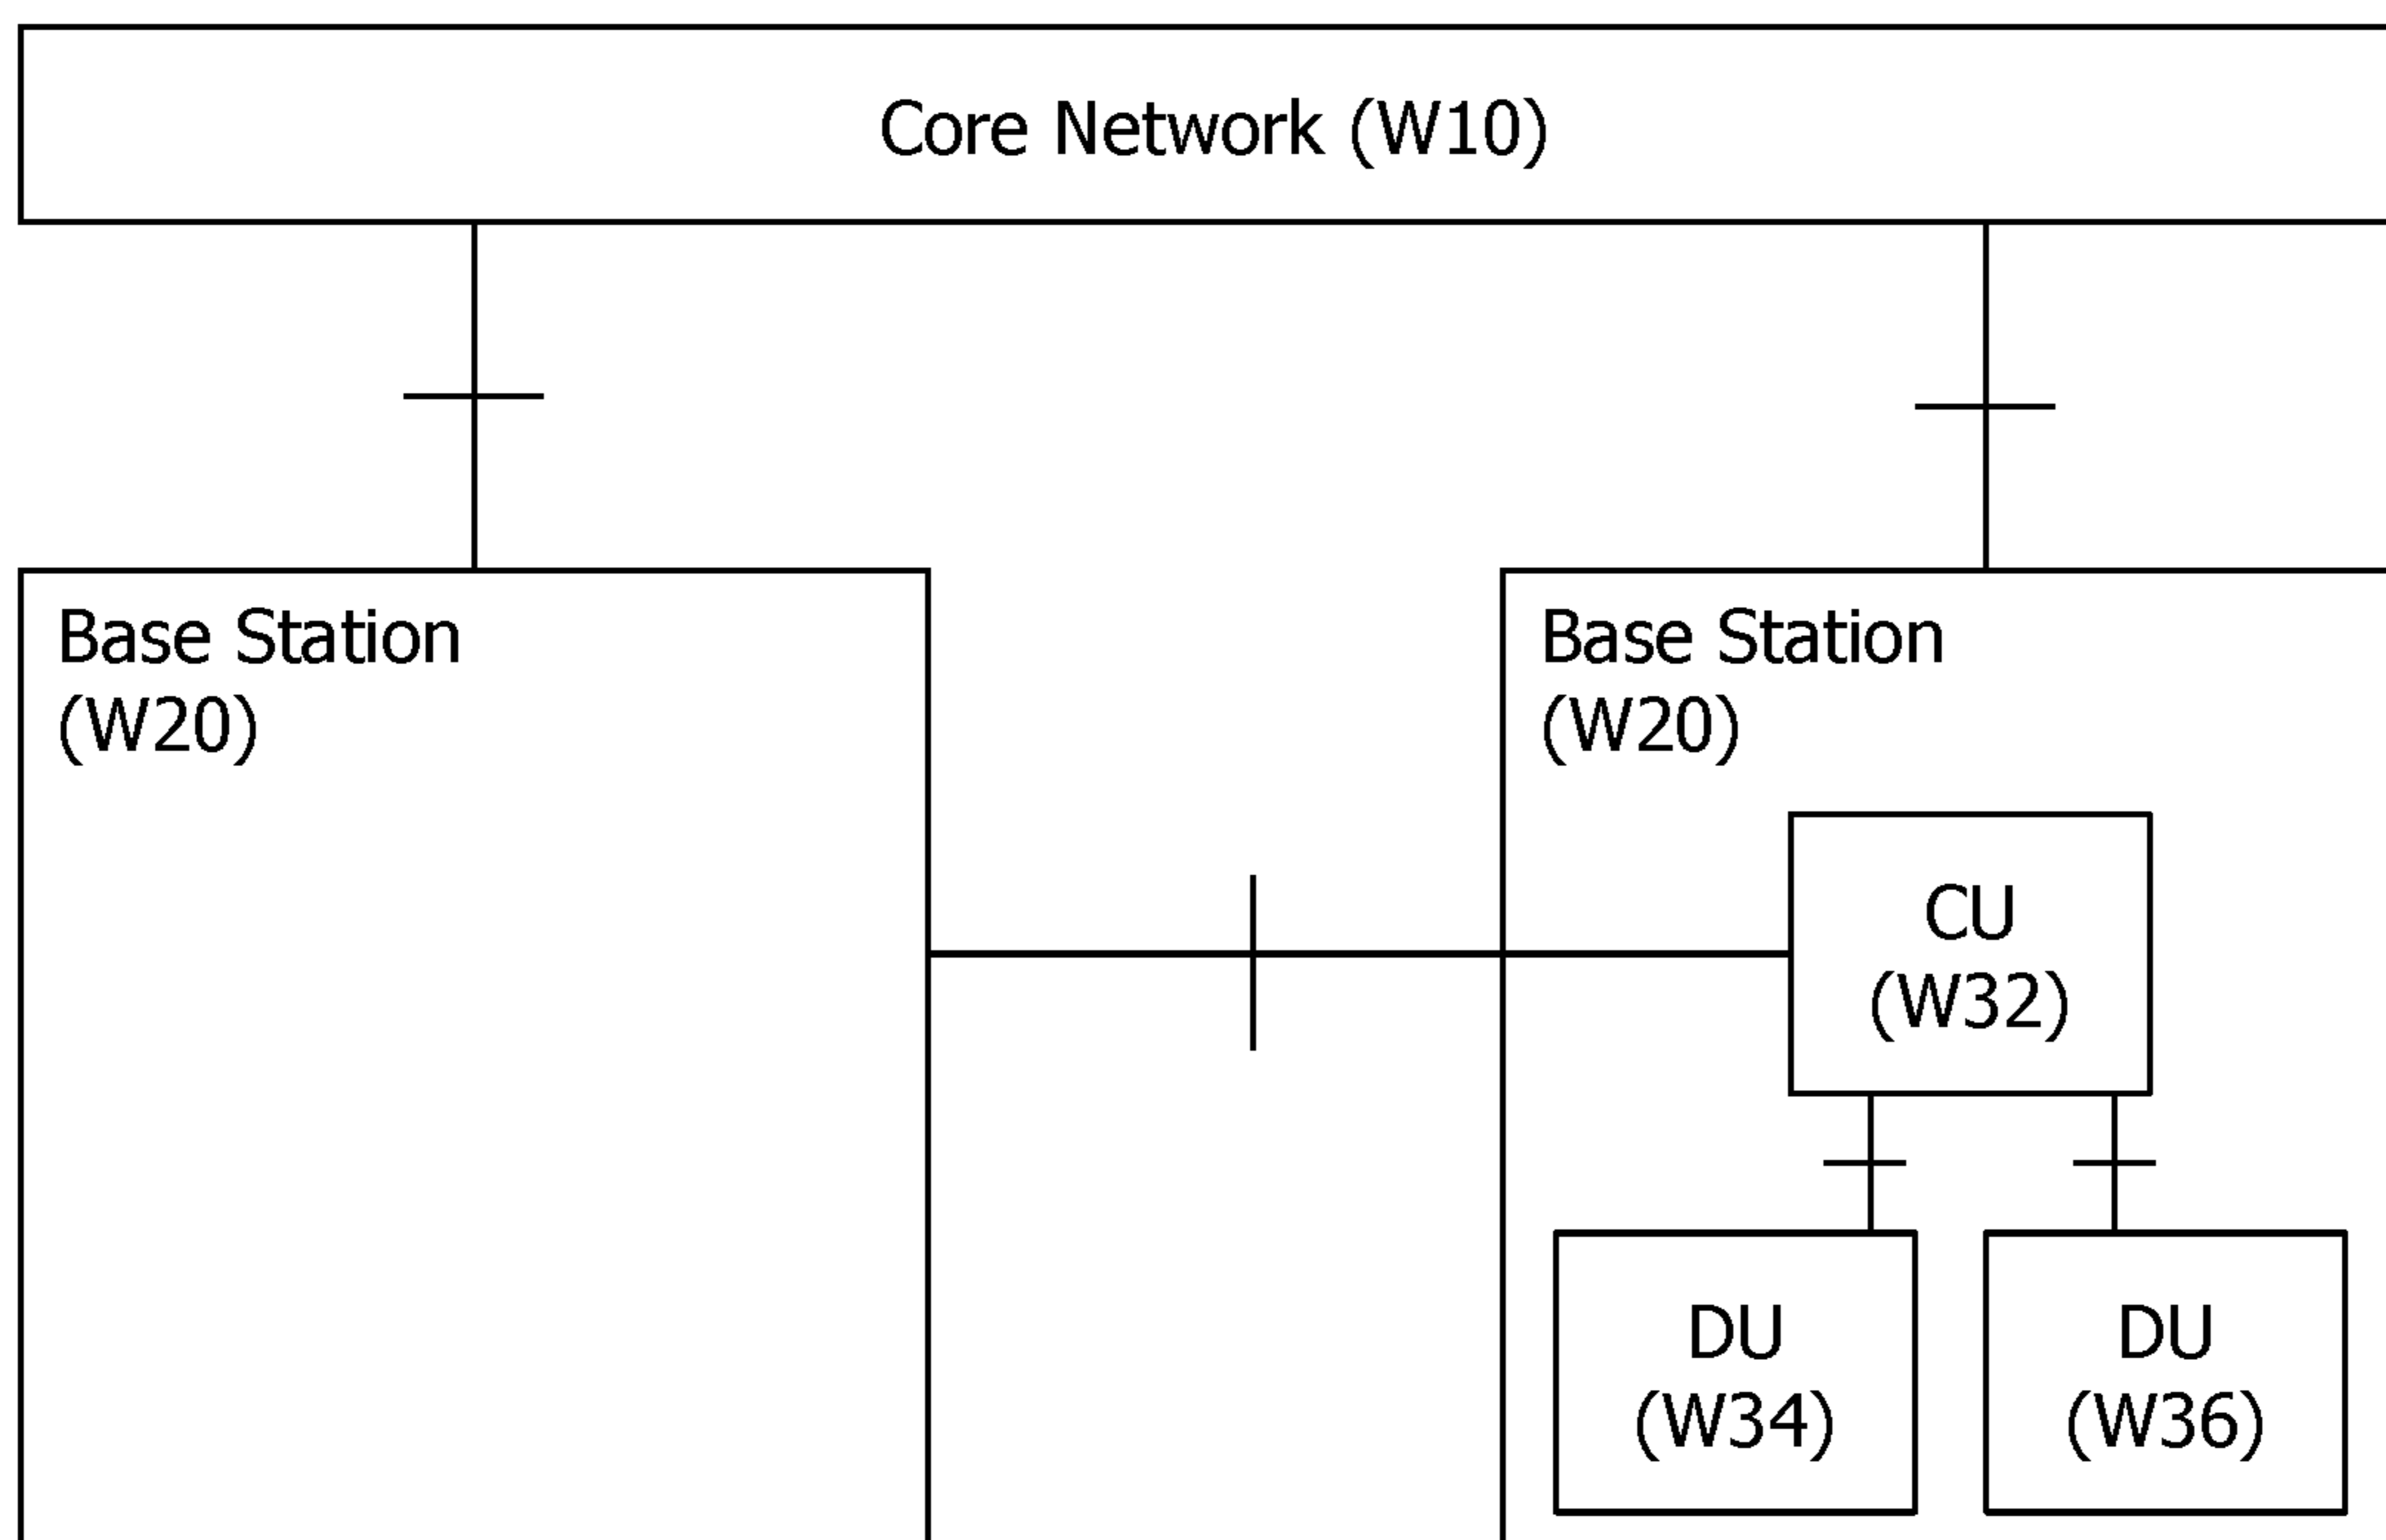 Core Network (W10)
Base Station
(W20)
Base Station
(W20)
CU
(W32)
DU
(W34)
DU
(W36)